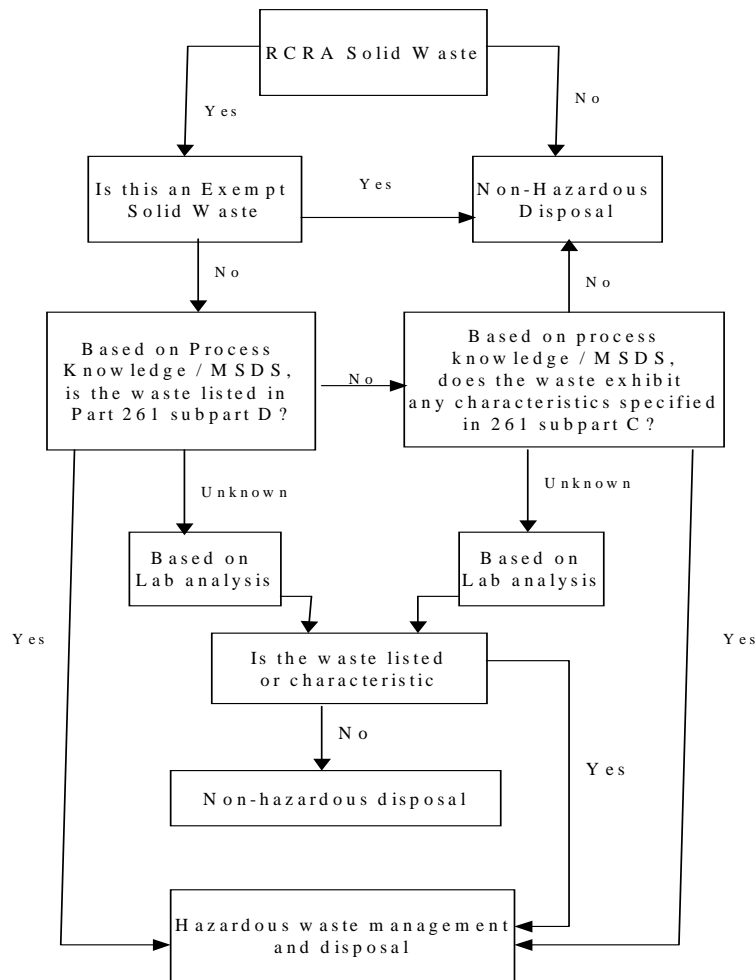 RCRA Solid Waste
Yes
No
Is this an Exempt
Solid Waste
Yes
Non-Hazardous
Disposal
No
No
Based on Process
Knowledge / MSDS,
is the waste listed in
Part 261 subpart D?
No
Based on process
knowledge / MSDS,
does the waste exhibit
any characteristics specified
in 261 subpart C?
Unknown
Unknown
Based on
Lab analysis
Based on
Lab analysis
Yes
Yes
Is the waste listed
or characteristic
No
Yes
Non-hazardous disposal
Hazardous waste management
and disposal